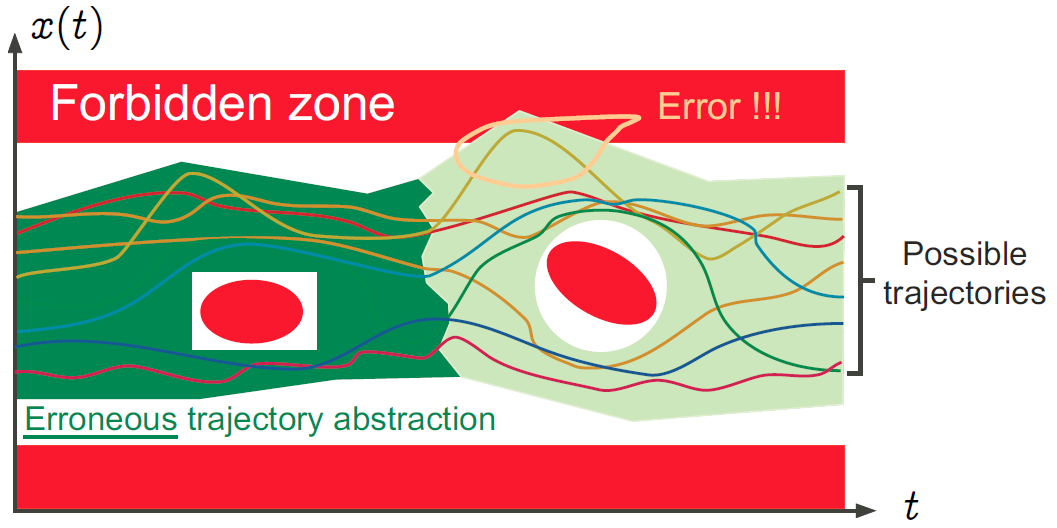 x(t)
Forbidden zone
Error !!!
Possible
trajectories
Erroneous trajectory abstraction
t